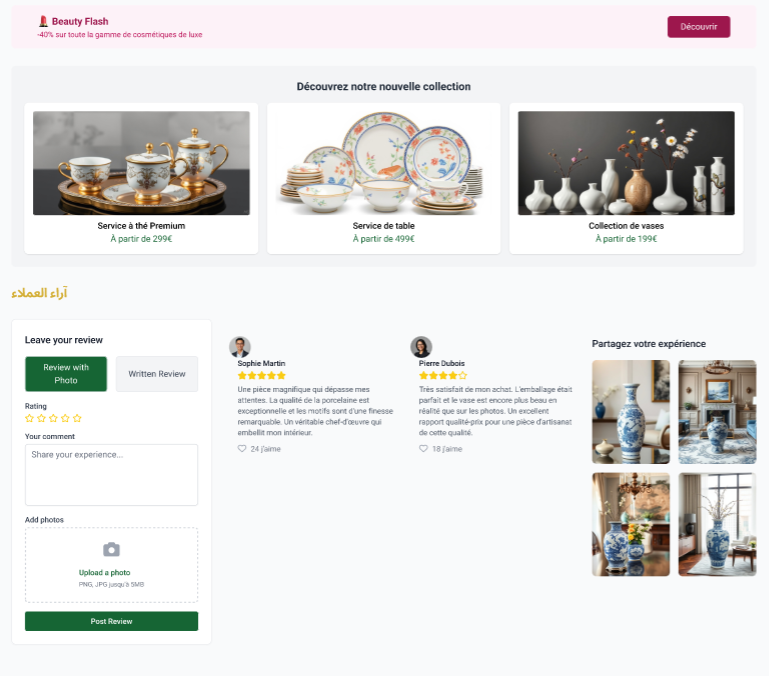 Beauty Flash
-40% sur toute la gamme de cosmétiques de luxe
Découvrir
Découvrez notre nouvelle collection
Service à thé Premium
À partir de 299€
Service de table
À partir de 499€
Collection de vases
À partir de 199€
آراء العملاء
Leave your review
Review with
Photo
Written Review
Rating
Your comment
Share your experience...
Add photos
Upload a photo
PNG, JPG jusqu'à 5MB
Post Review
Sophie Martin
Une pièce magnifique qui dépasse mes
attentes. La qualité de la porcelaine est
exceptionnelle et les motifs sont d'une finesse
remarquable. Un véritable chef-d'œuvre qui
embellit mon intérieur.
24 j'aime
Pierre Dubois
Très satisfait de mon achat. L'emballage était
parfait et le vase est encore plus beau en
réalité que sur les photos. Un excellent
rapport qualité-prix pour une pièce d'artisanat
de cette qualité.
18 j'aime
Partagez votre expérience